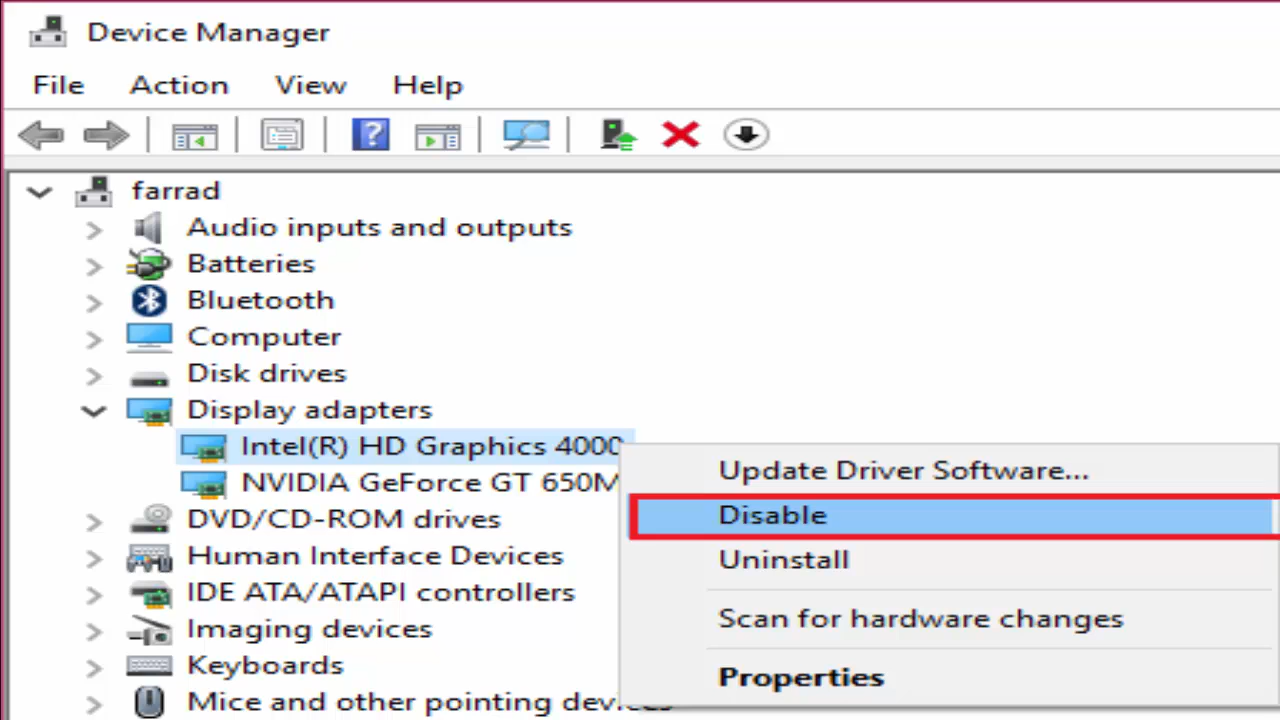 Device Manager
File Action View Help
farrad
Audio inputs and outputs
Batteries
Bluetooth
Computer
Disk drives
Display adapters
Intel(R) HD Graphics 4000
NVIDIA GeForce GT 650M
DVD/CD-ROM drives
Human Interface Devices
IDE ATA/ATAPI controllers
Imaging devices
Keyboards
Mice and other pointing devices
Update Driver Software...
Disable
Uninstall
Scan for hardware changes
Properties